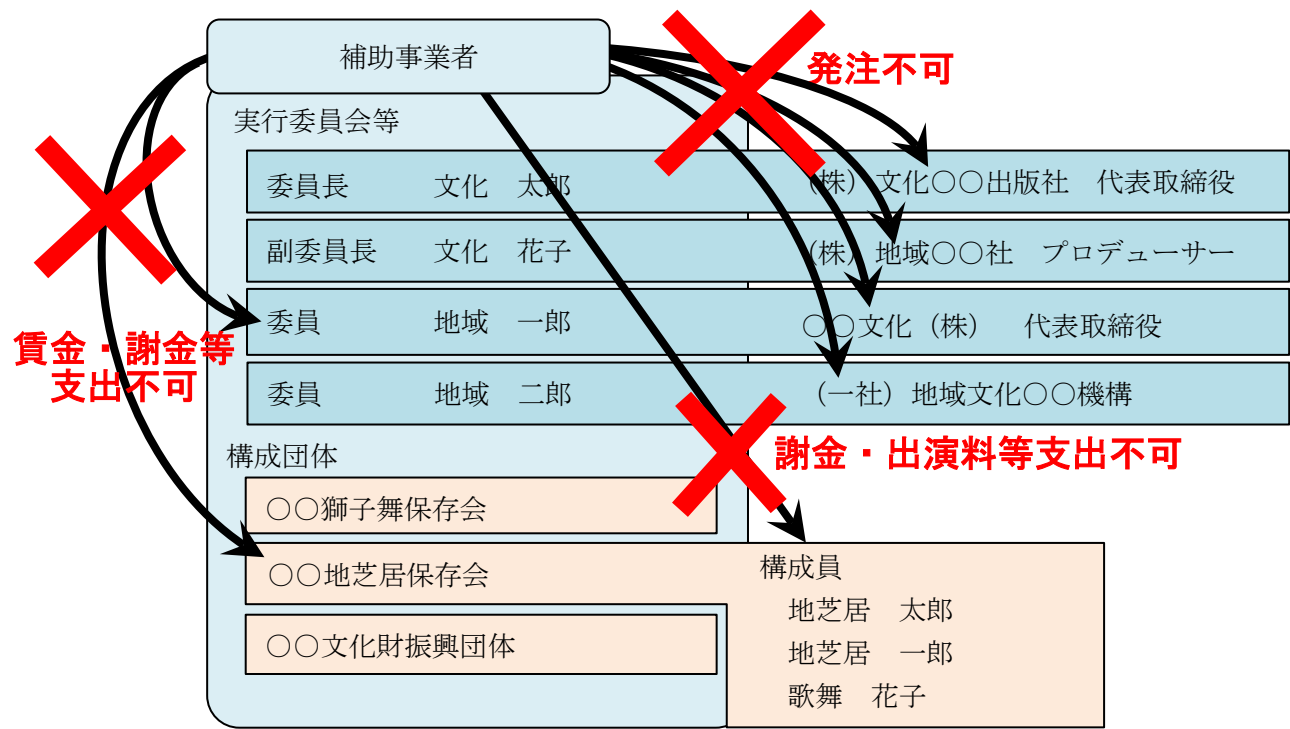 補助事業者
発注不可
実行委員会等
委員長　文化　太郎　（株）文化○○出版社　代表取締役
副委員長　文化　花子　（株）地域○○社　プロデューサー
委員　地域　一郎　○○文化（株）　代表取締役
委員　地域　二郎　（一社）地域文化○○機構
賃金・謝金等
支出不可
謝金・出演料等支出不可
構成団体
○○獅子舞保存会
○○地芝居保存会
○○文化財振興団体
構成員
地芝居　太郎
地芝居　一郎
歌舞　花子